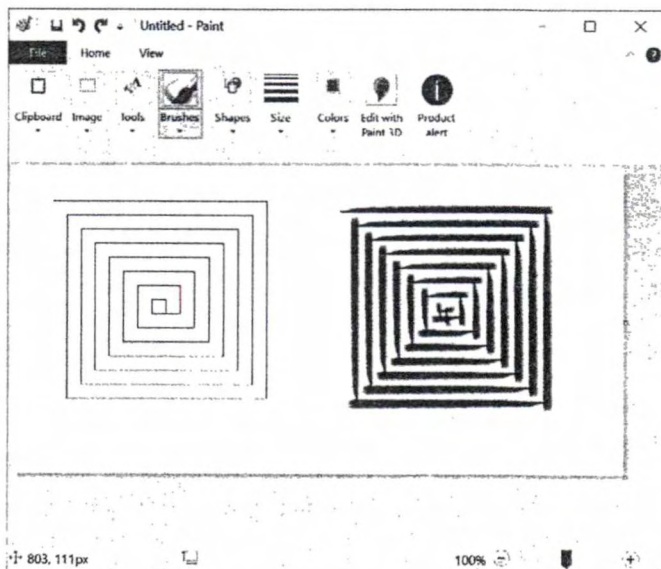 Untitled - Paint
File Home View
Clipboard Image Tools Brushes Shapes Size Colors Edit with Paint 3D Product alert
803, 111px 100%